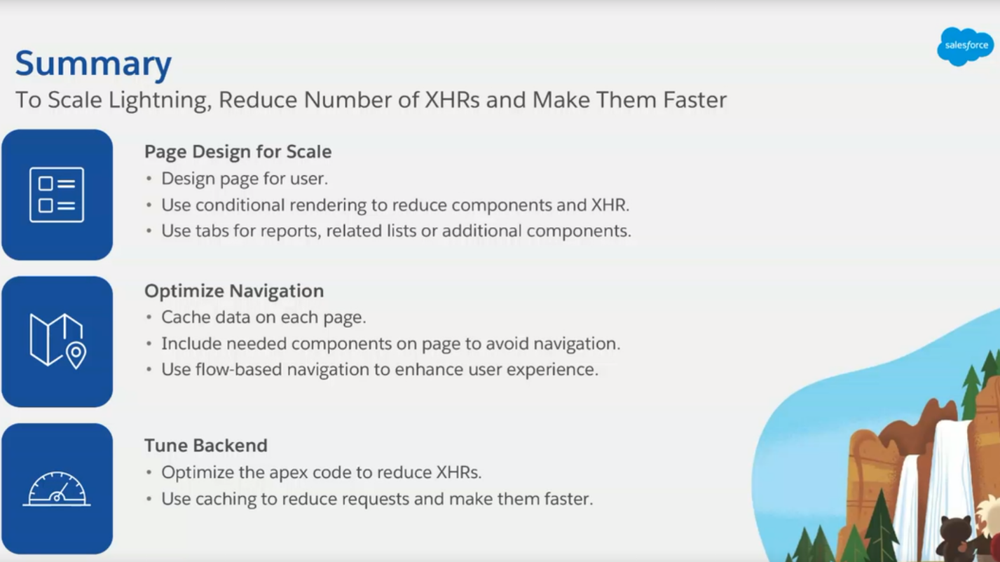 salesforce
Summary
To Scale Lightning, Reduce Number of XHRs and Make Them Faster
Page Design for Scale
• Design page for user.
• Use conditional rendering to reduce components and XHR.
• Use tabs for reports, related lists or additional components.
Optimize Navigation
• Cache data on each page.
• Include needed components on page to avoid navigation.
• Use flow-based navigation to enhance user experience.
Tune Backend
• Optimize the apex code to reduce XHRs.
• Use caching to reduce requests and make them faster.